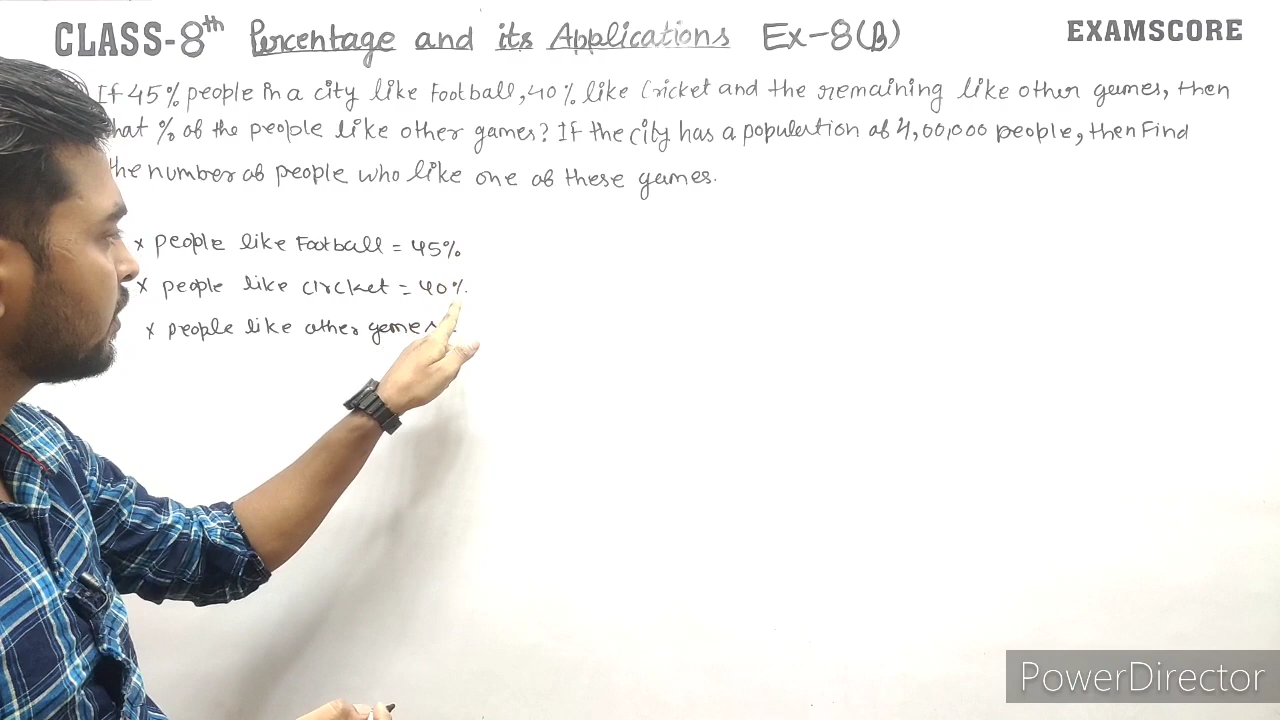 CLASS-8th Percentage and its Applications Ex-8(B)
EXAMSCORE
If 45% people in a city like Football, 40% like Cricket and the remaining like other games, then
hat % of the people like other games? If the city has a population of 4,00,000 people, then Find
the number of people who like one of these games.
x people like Football = 45%
x people like circket = 40%
x people like other games
PowerDirector